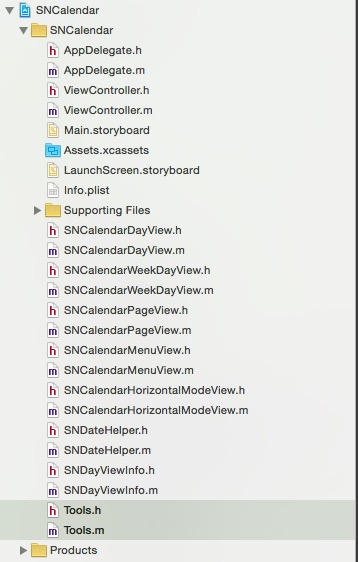 SNCalendar
SNCalendar
AppDelegate.h
AppDelegate.m
ViewController.h
ViewController.m
Main.storyboard
Assets.xcassets
LaunchScreen.storyboard
Info.plist
Supporting Files
SNCalendarDayView.h
SNCalendarDayView.m
SNCalendarWeekDayView.h
SNCalendarWeekDayView.m
SNCalendarPageView.h
SNCalendarPageView.m
SNCalendarMenuView.h
SNCalendarMenuView.m
SNCalendarHorizontalModeView.h
SNCalendarHorizontalModeView.m
SNDateHelper.h
SNDateHelper.m
SNDayViewInfo.h
SNDayViewInfo.m
Tools.h
Tools.m
Products